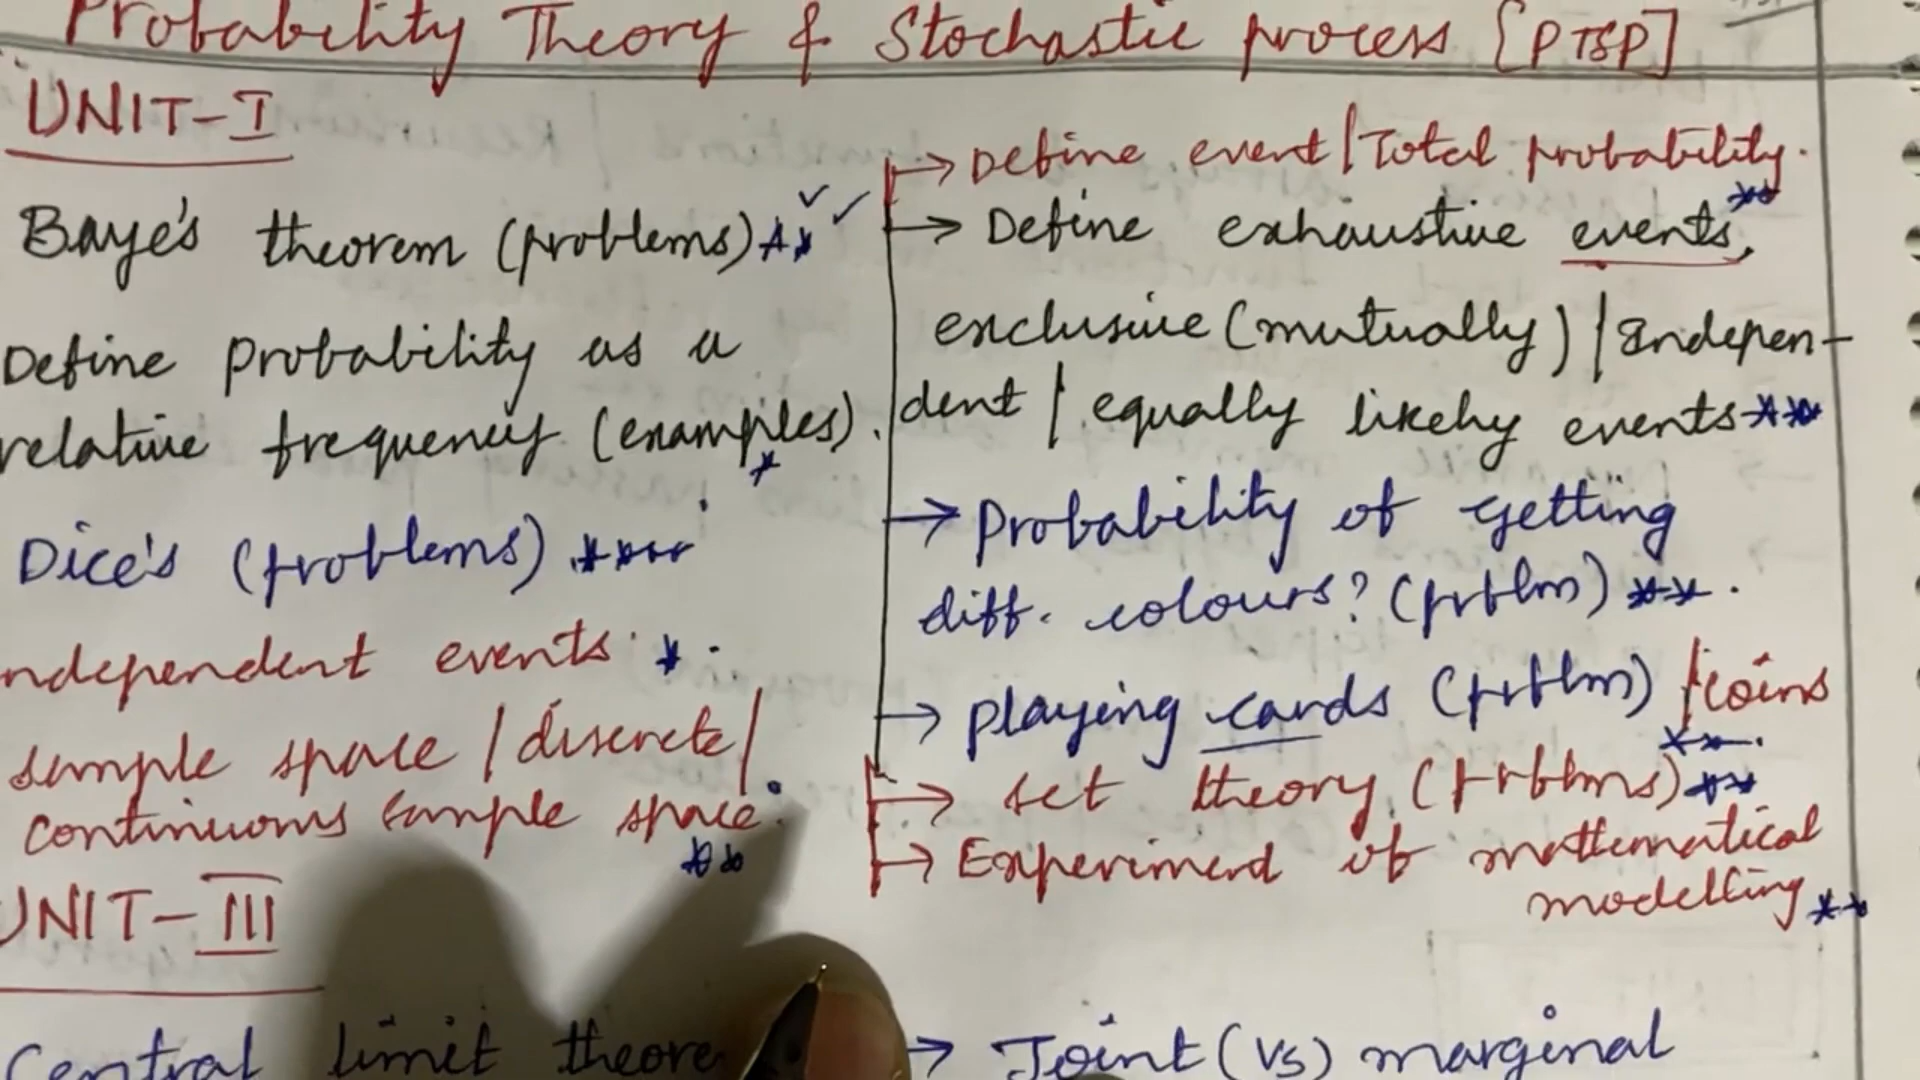 Probability Theory & Stochastic process [PTSP]
UNIT-I
Baye's theorem (problems)
Define Probability as a
relative frequency (examples).
Dice's (problems)
ndependent events
sample space / discrete /
continuous sample space.
→ Define event / Total probability.
→ Define exhaustive events,
exclusive (mutually) / Indepen-
dent / equally likely events
→ Probability of getting
diff. colours? (prblm)
→ playing cards (prblm) / coins
→ set theory (prblms)
→ Experiment of mathematical
modelling
UNIT-III
Central limit theore
→ Joint (vs) marginal